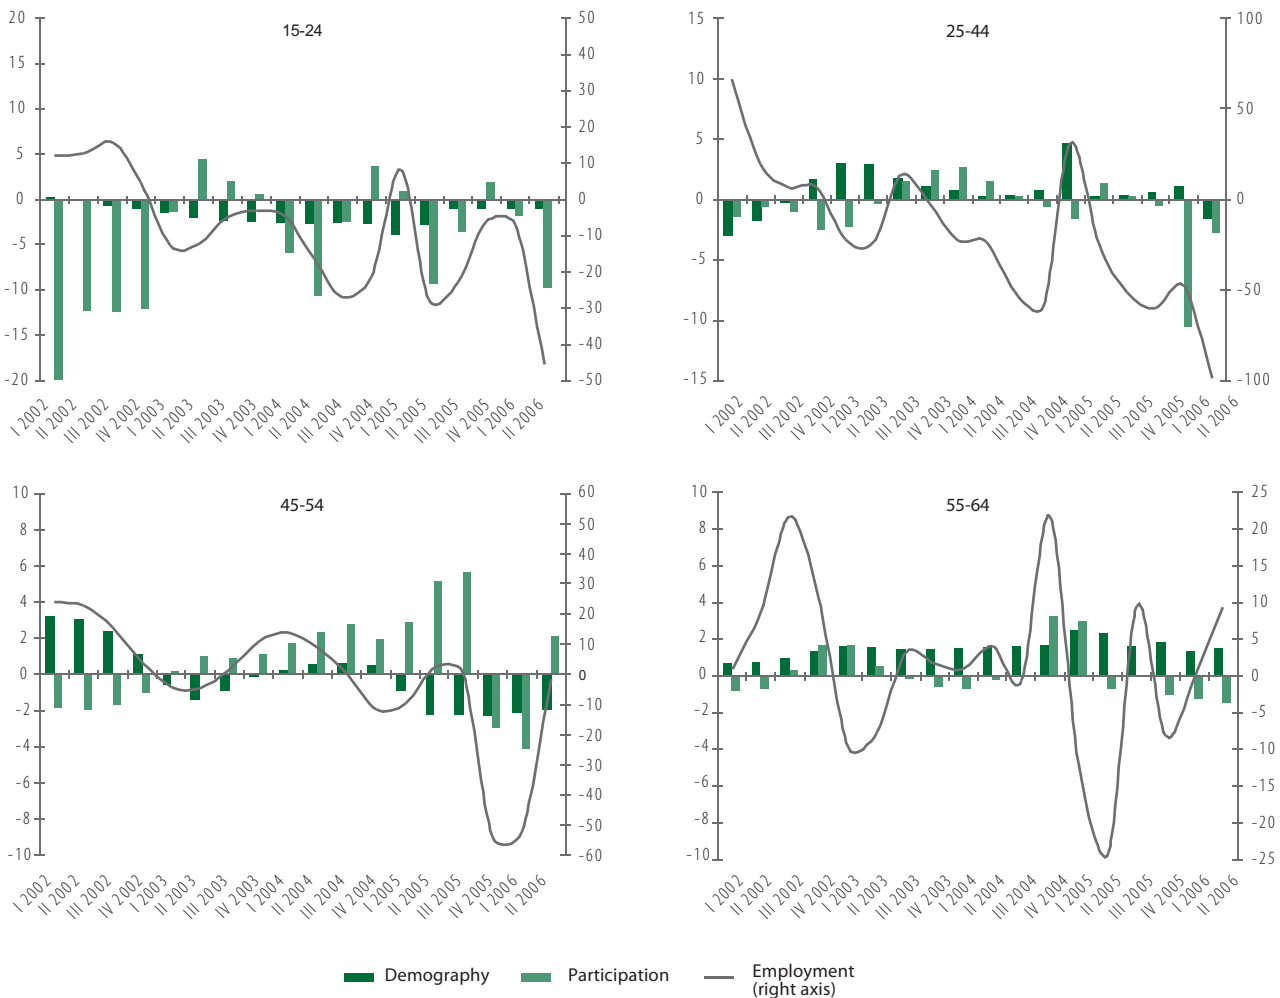 15-24
20
15
10
5
0
-5
-10
-15
-20
50
40
30
20
10
0
-10
-20
-30
-40
-50
I 2002
II 2002
III 2002
IV 2002
I 2003
II 2003
III 2003
IV 2003
I 2004
II 2004
III 2004
IV 2004
I 2005
II 2005
III 2005
IV 2005
I 2006
II 2006
25-44
15
10
5
0
-5
-10
-15
100
50
0
-50
-100
I 2002
II 2002
III 2002
IV 2002
I 2003
II 2003
III 2003
IV 2003
I 2004
II 2004
III 2004
IV 2004
I 2005
II 2005
III 2005
IV 2005
I 2006
II 2006
45-54
10
8
6
4
2
0
-2
-4
-6
-8
-10
60
50
40
30
20
10
0
-10
-20
-30
-40
-50
-60
I 2002
II 2002
III 2002
IV 2002
I 2003
II 2003
III 2003
IV 2003
I 2004
II 2004
III 2004
IV 2004
I 2005
II 2005
III 2005
IV 2005
I 2006
II 2006
55-64
10
8
6
4
2
0
-2
-4
-6
-8
-10
25
20
15
10
5
0
-5
-10
-15
-20
-25
I 2002
II 2002
III 2002
IV 2002
I 2003
II 2003
III 2003
IV 2003
I 2004
II 2004
III 2004
IV 2004
I 2005
II 2005
III 2005
IV 2005
I 2006
II 2006
Demography
Participation
Employment
(right axis)